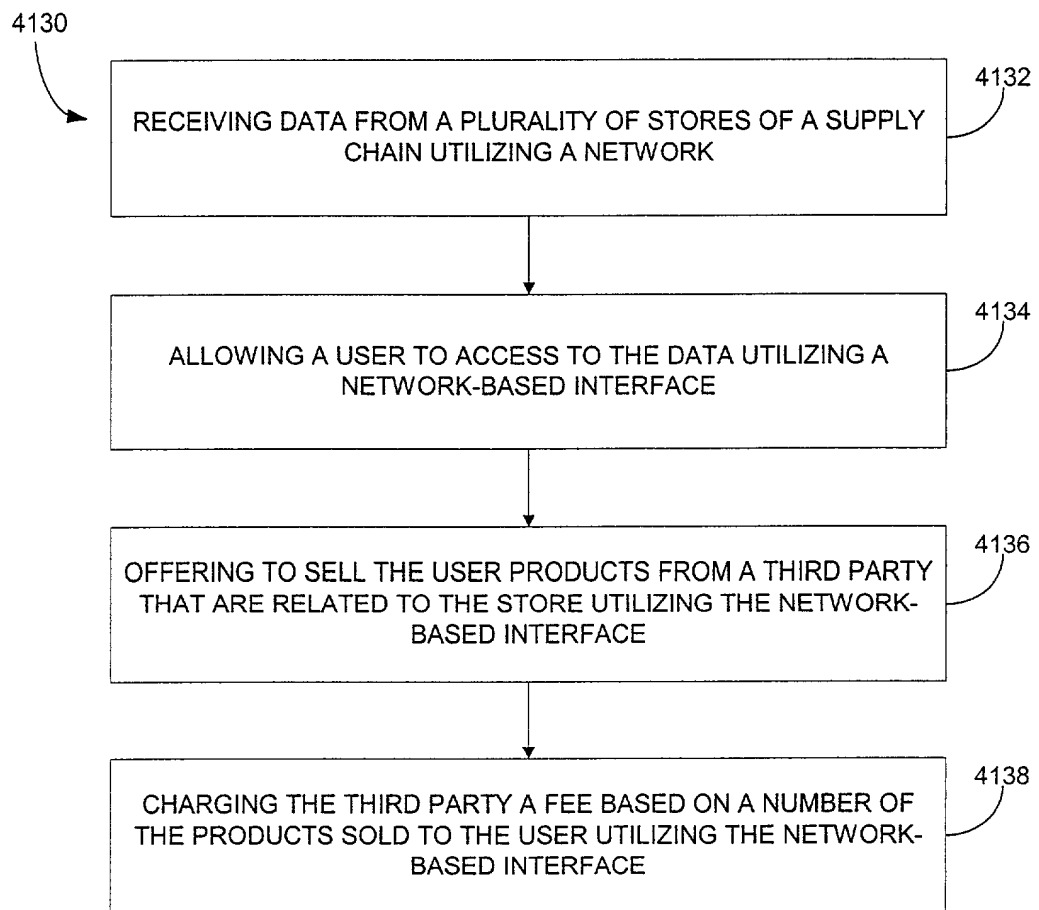 4130
4132
RECEIVING DATA FROM A PLURALITY OF STORES OF A SUPPLY
CHAIN UTILIZING A NETWORK
4134
ALLOWING A USER TO ACCESS TO THE DATA UTILIZING A
NETWORK-BASED INTERFACE
4136
OFFERING TO SELL THE USER PRODUCTS FROM A THIRD PARTY
THAT ARE RELATED TO THE STORE UTILIZING THE NETWORK-
BASED INTERFACE
4138
CHARGING THE THIRD PARTY A FEE BASED ON A NUMBER OF
THE PRODUCTS SOLD TO THE USER UTILIZING THE NETWORK-
BASED INTERFACE